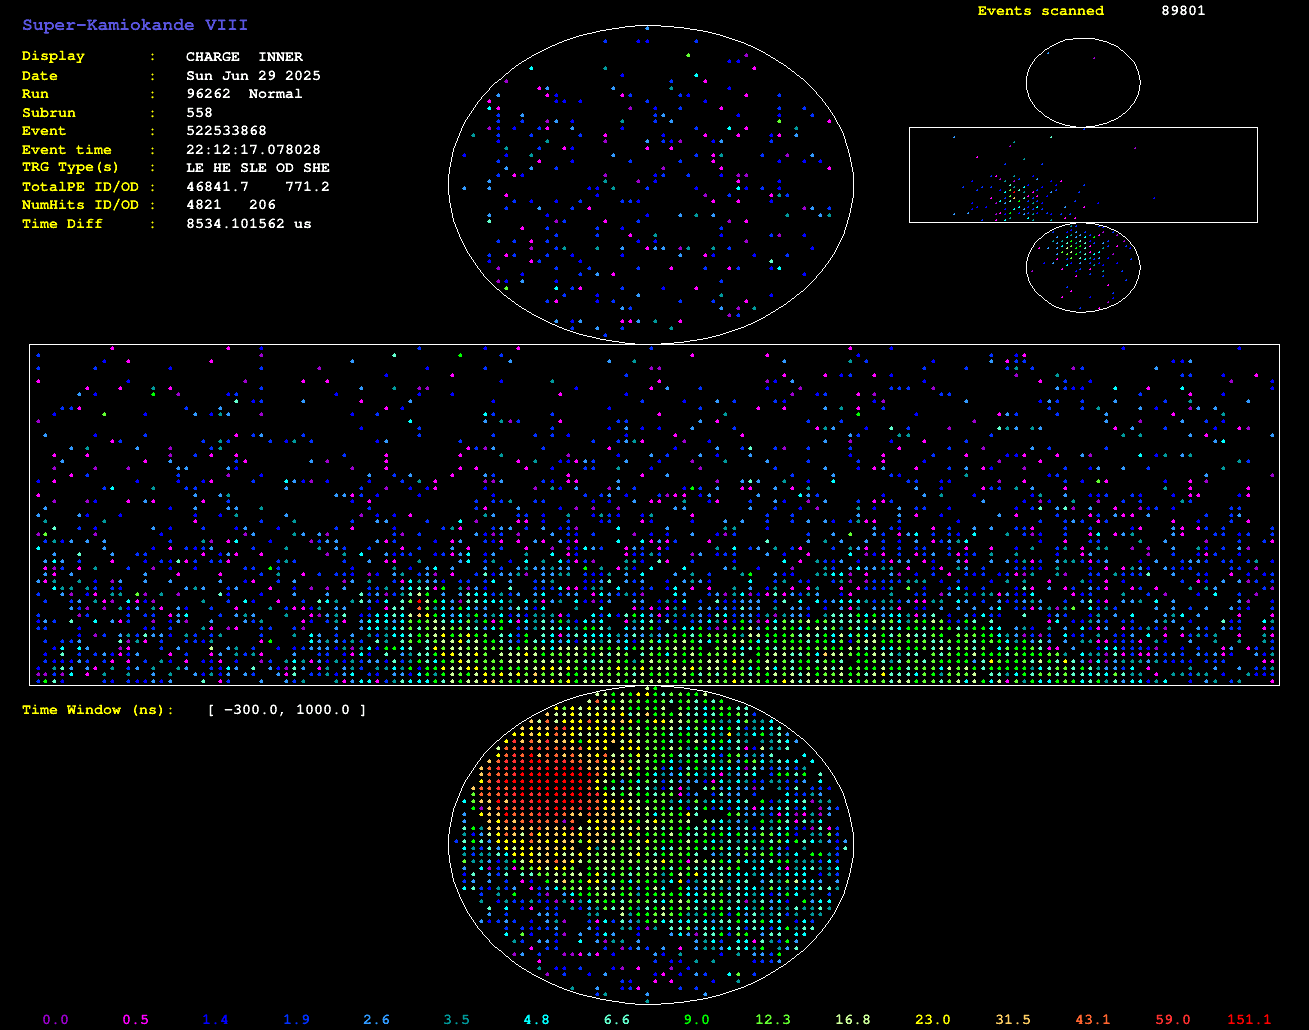 Super-Kamiokande VIII
Events scanned 89801
Display : CHARGE INNER
Date : Sun Jun 29 2025
Run : 96262 Normal
Subrun : 558
Event : 522533868
Event time : 22:12:17.078028
TRG Type(s) : LE HE SLE OD SHE
TotalPE ID/OD : 46841.7 771.2
NumHits ID/OD : 4821 206
Time Diff : 8534.101562 us
Time Window (ns): [ -300.0, 1000.0 ]
0.0 0.5 1.4 1.9 2.6 3.5 4.8 6.6 9.0 12.3 16.8 23.0 31.5 43.1 59.0 151.1